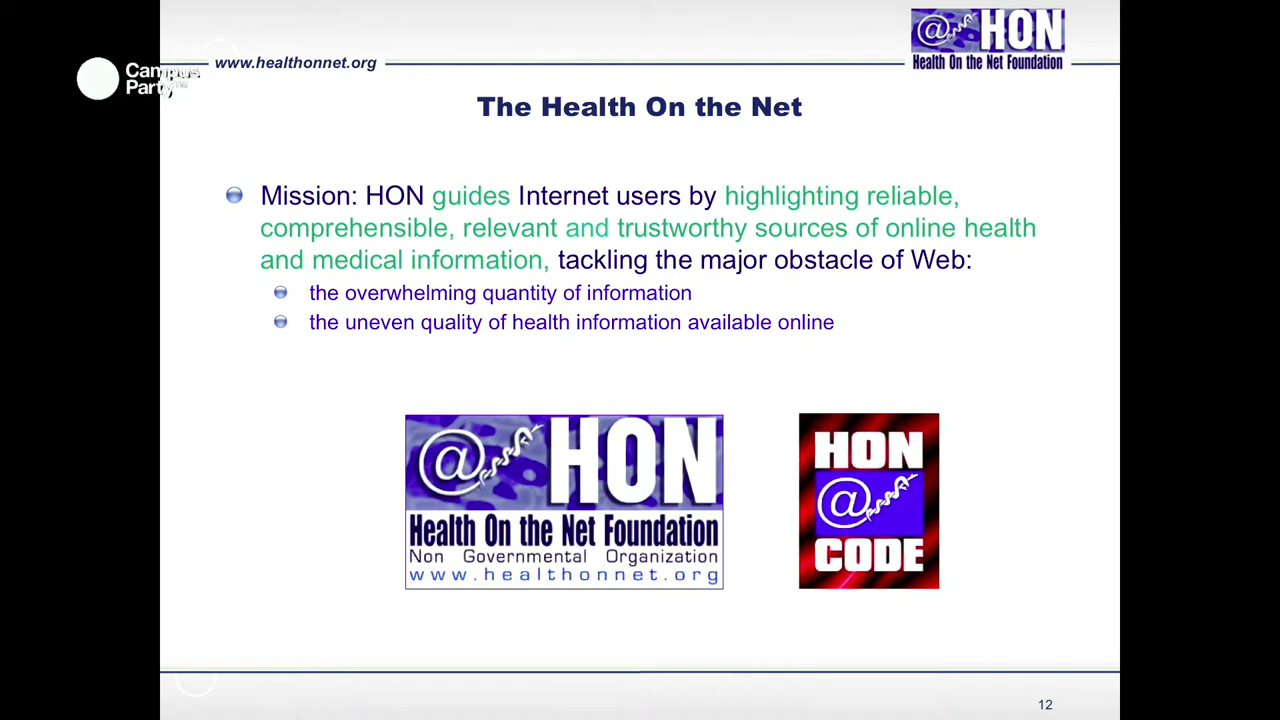 www.healthonnet.org
@ HON
Health On the Net Foundation
Campus
Party
The Health On the Net
Mission: HON guides Internet users by highlighting reliable,
comprehensible, relevant and trustworthy sources of online health
and medical information, tackling the major obstacle of Web:
the overwhelming quantity of information
the uneven quality of health information available online
@ HON
Health On the Net Foundation
Non Governmental Organization
www.healthonnet.org
HON
@
CODE
12